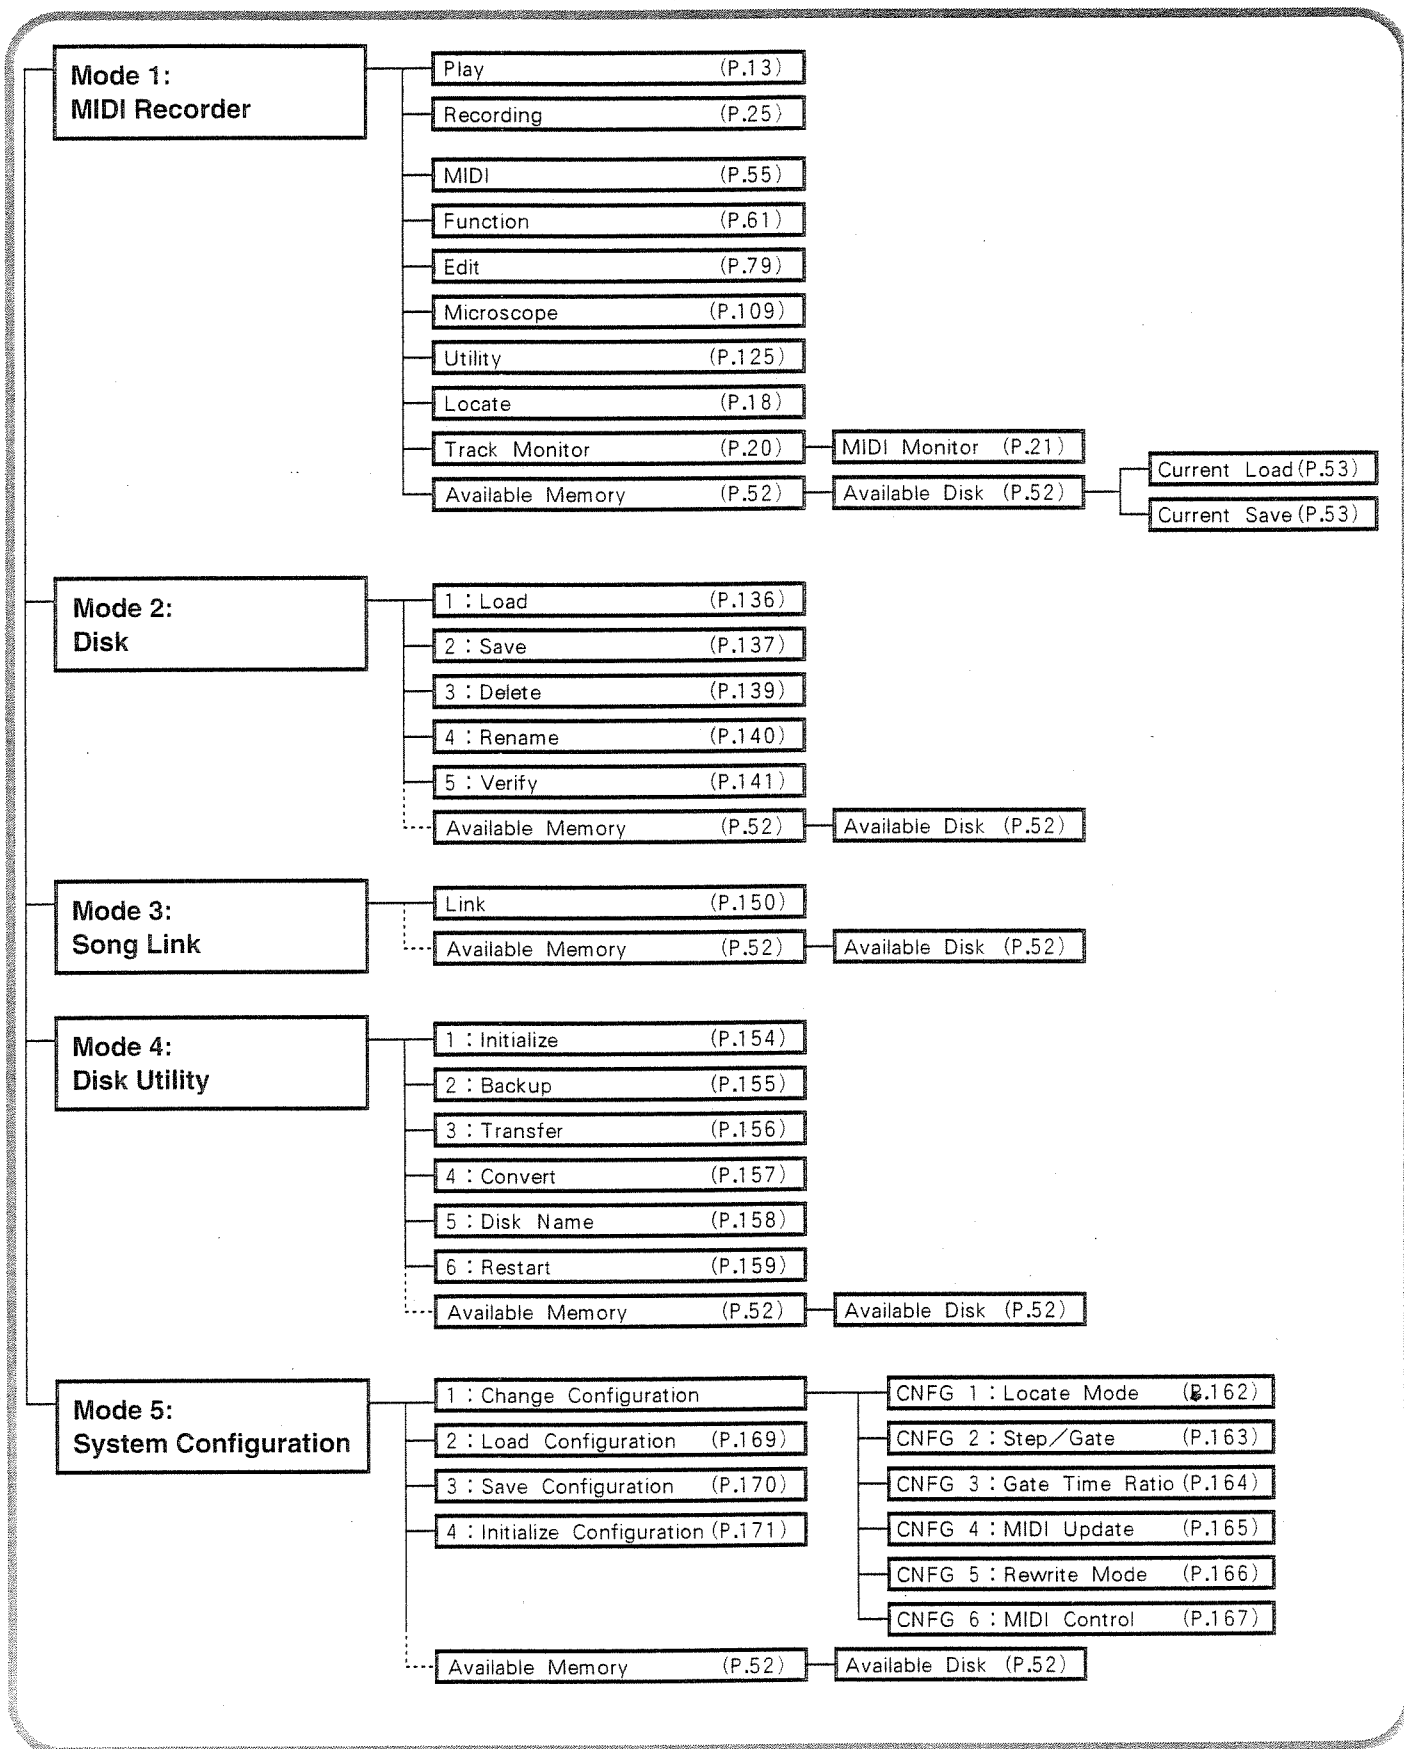 Mode 1:
MIDI Recorder
Play (P.13)
Recording (P.25)
MIDI (P.55)
Function (P.61)
Edit (P.79)
Microscope (P.109)
Utility (P.125)
Locate (P.18)
Track Monitor (P.20)
MIDI Monitor (P.21)
Available Memory (P.52)
Available Disk (P.52)
Current Load (P.53)
Current Save (P.53)
Mode 2:
Disk
1 : Load (P.136)
2 : Save (P.137)
3 : Delete (P.139)
4 : Rename (P.140)
5 : Verify (P.141)
Available Memory (P.52)
Available Disk (P.52)
Mode 3:
Song Link
Link (P.150)
Available Memory (P.52)
Available Disk (P.52)
Mode 4:
Disk Utility
1 : Initialize (P.154)
2 : Backup (P.155)
3 : Transfer (P.156)
4 : Convert (P.157)
5 : Disk Name (P.158)
6 : Restart (P.159)
Available Memory (P.52)
Available Disk (P.52)
Mode 5:
System Configuration
1 : Change Configuration
CNFG 1 : Locate Mode (P.162)
CNFG 2 : Step/Gate (P.163)
CNFG 3 : Gate Time Ratio (P.164)
CNFG 4 : MIDI Update (P.165)
CNFG 5 : Rewrite Mode (P.166)
CNFG 6 : MIDI Control (P.167)
2 : Load Configuration (P.169)
3 : Save Configuration (P.170)
4 : Initialize Configuration (P.171)
Available Memory (P.52)
Available Disk (P.52)